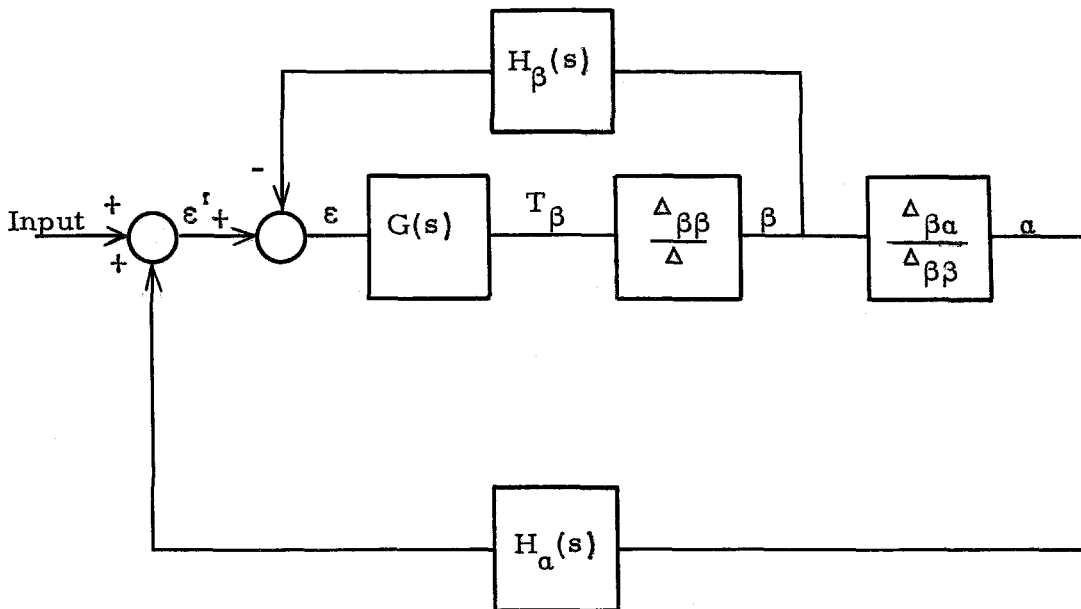 H_β(s)
-
Input
+
+
ε'
+
ε
G(s)
T_β
Δ_ββ
Δ
β
Δ_βα
Δ_ββ
α
H_α(s)